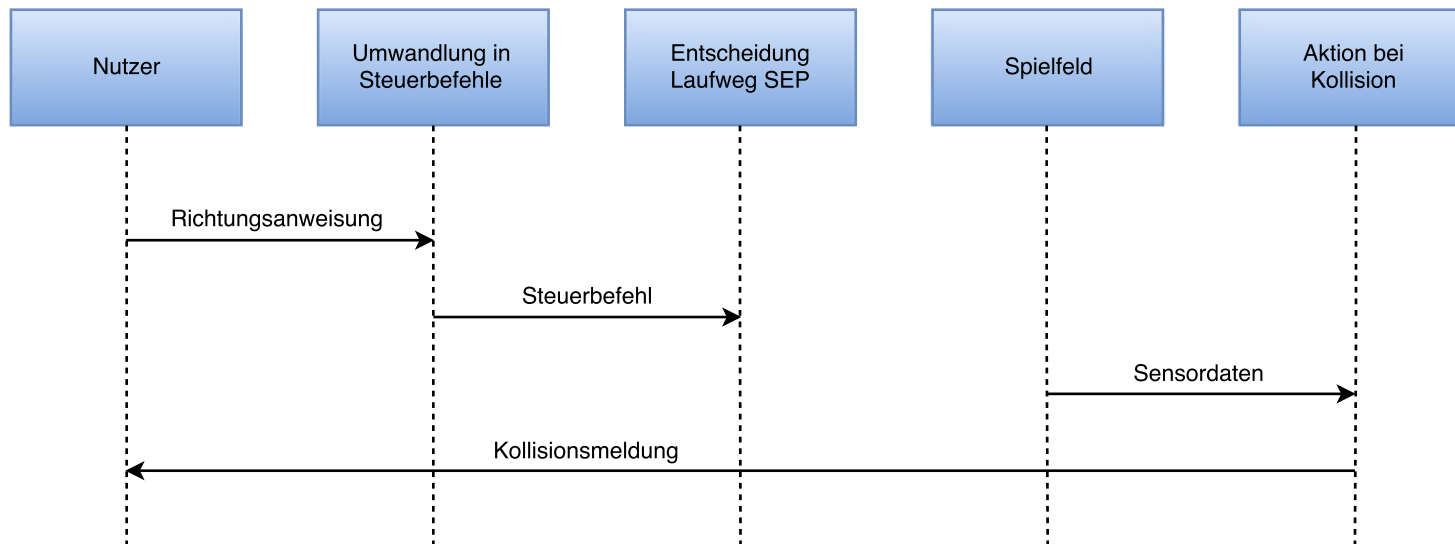 Nutzer
Umwandlung in
Steuerbefehle
Entscheidung
Laufweg SEP
Spielfeld
Aktion bei
Kollision
Richtungsanweisung
Steuerbefehl
Sensordaten
Kollisionsmeldung